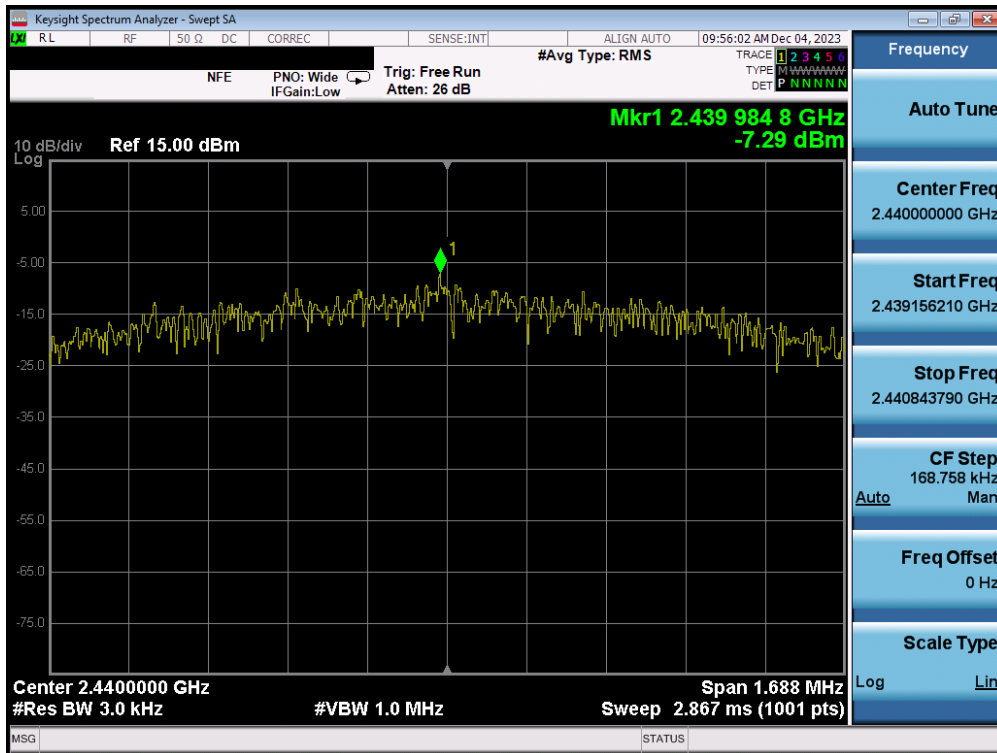 Keysight Spectrum Analyzer - Swept SA
LXI RL RF 50 Ω DC CORREC SENSE:INT ALIGN AUTO 09:56:02 AM Dec 04, 2023
NFE PNO: Wide Trig: Free Run #Avg Type: RMS TRACE 1 2 3 4 5 6
IFGain:Low Atten: 26 dB TYPE M WWWWW
DET P N N N N N
Mkr1 2.439 984 8 GHz
-7.29 dBm
10 dB/div Ref 15.00 dBm
Log
5.00
1
-5.00
-15.0
-25.0
-35.0
-45.0
-55.0
-65.0
-75.0
Center 2.4400000 GHz Span 1.688 MHz
#Res BW 3.0 kHz #VBW 1.0 MHz Sweep 2.867 ms (1001 pts)
MSG STATUS
Frequency
Auto Tune
Center Freq
2.440000000 GHz
Start Freq
2.439156210 GHz
Stop Freq
2.440843790 GHz
CF Step
168.758 kHz
Auto Man
Freq Offset
0 Hz
Scale Type
Log Lin